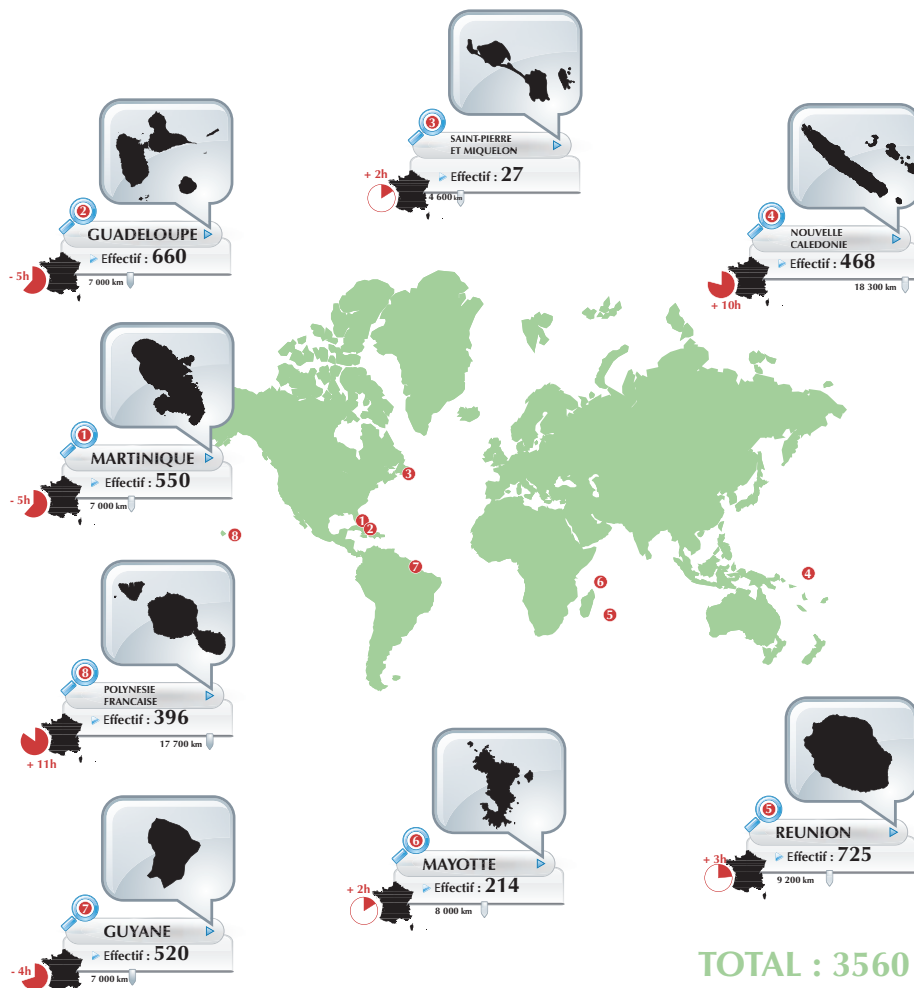 3
SAINT-PIERRE
ET MIQUELON
+ 2h
Effectif : 27
4 600 km
2
GUADELOUPE
- 5h
Effectif : 660
7 000 km
4
NOUVELLE
CALEDONIE
Effectif : 468
18 300 km
+ 10h
1
MARTINIQUE
- 5h
Effectif : 550
7 000 km
3
1
2
8
7
6
5
4
8
POLYNESIE
FRANCAISE
Effectif : 396
17 700 km
+ 11h
6
MAYOTTE
+ 2h
Effectif : 214
8 000 km
5
REUNION
+ 3h
Effectif : 725
9 200 km
7
GUYANE
- 4h
Effectif : 520
7 000 km
TOTAL : 3560